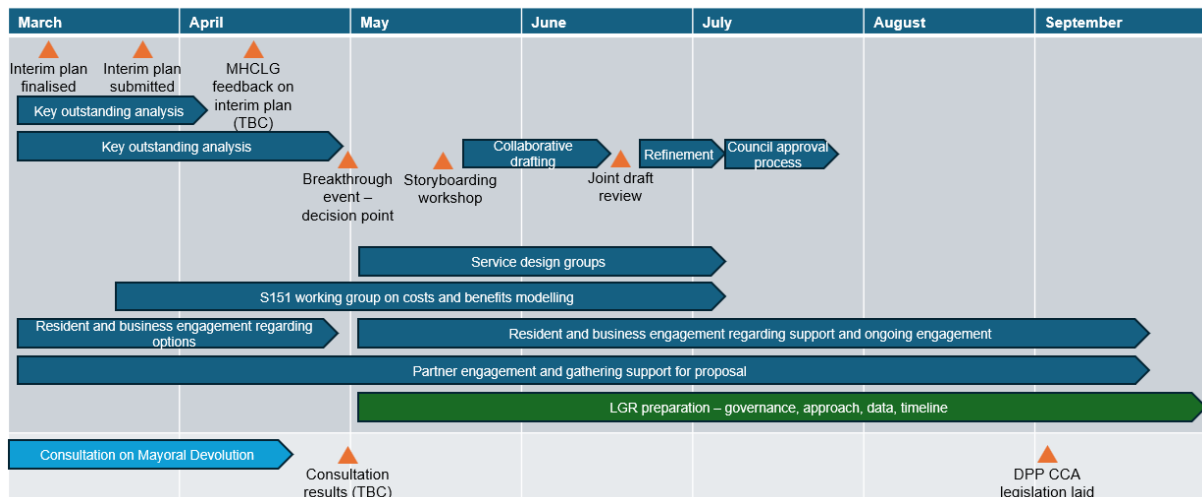 March April May June July August September
Interim plan
finalised
Interim plan
submitted
MHCLG
feedback on
interim plan
(TBC)
Key outstanding analysis
Key outstanding analysis
Breakthrough
event –
decision point
Storyboarding
workshop
Collaborative
drafting
Joint draft
review
Refinement
Council approval
process
Service design groups
S151 working group on costs and benefits modelling
Resident and business engagement regarding
options
Resident and business engagement regarding support and ongoing engagement
Partner engagement and gathering support for proposal
LGR preparation – governance, approach, data, timeline
Consultation on Mayoral Devolution
Consultation
results (TBC)
DPP CCA
legislation laid